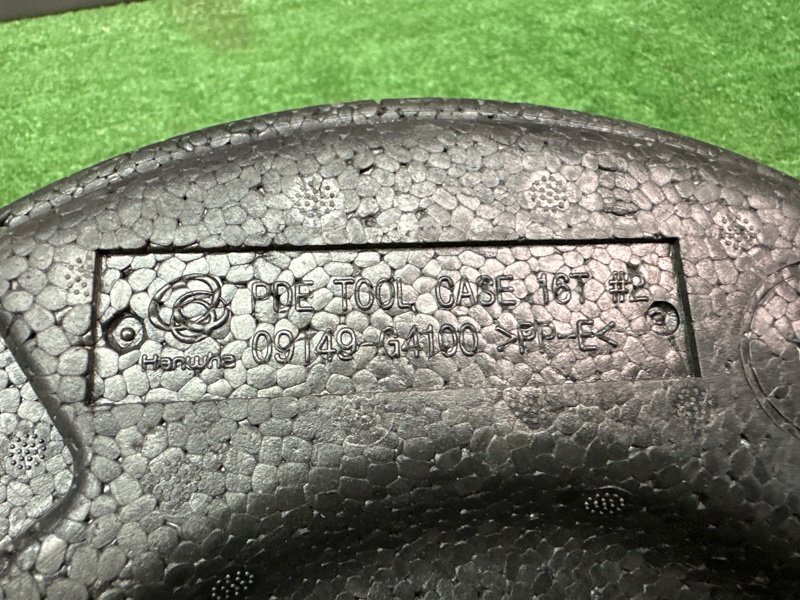 PDE TOOL CASE 16T #2
Hanwha 09149-G4100 >PP-E<